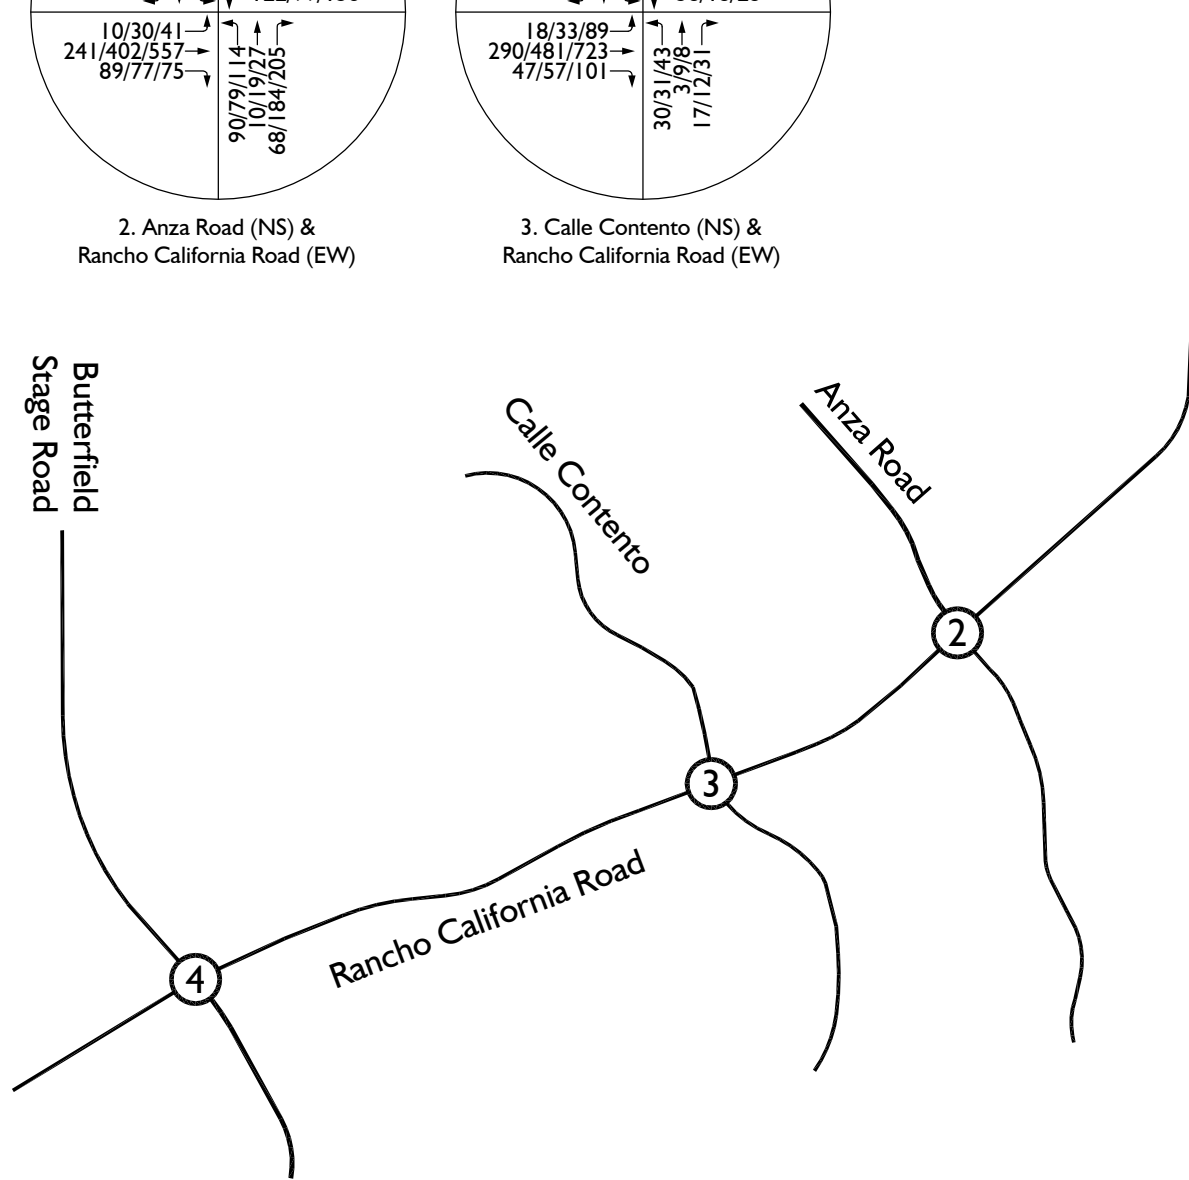 10/30/41
241/402/557
89/77/75
90/79/114
10/19/27
68/184/205
18/33/89
290/481/723
47/57/101
30/31/43
3/9/8
17/12/31
2. Anza Road (NS) &
Rancho California Road (EW)
3. Calle Contento (NS) &
Rancho California Road (EW)
Butterfield
Stage Road
Calle Contento
Anza Road
2
3
Rancho California Road
4